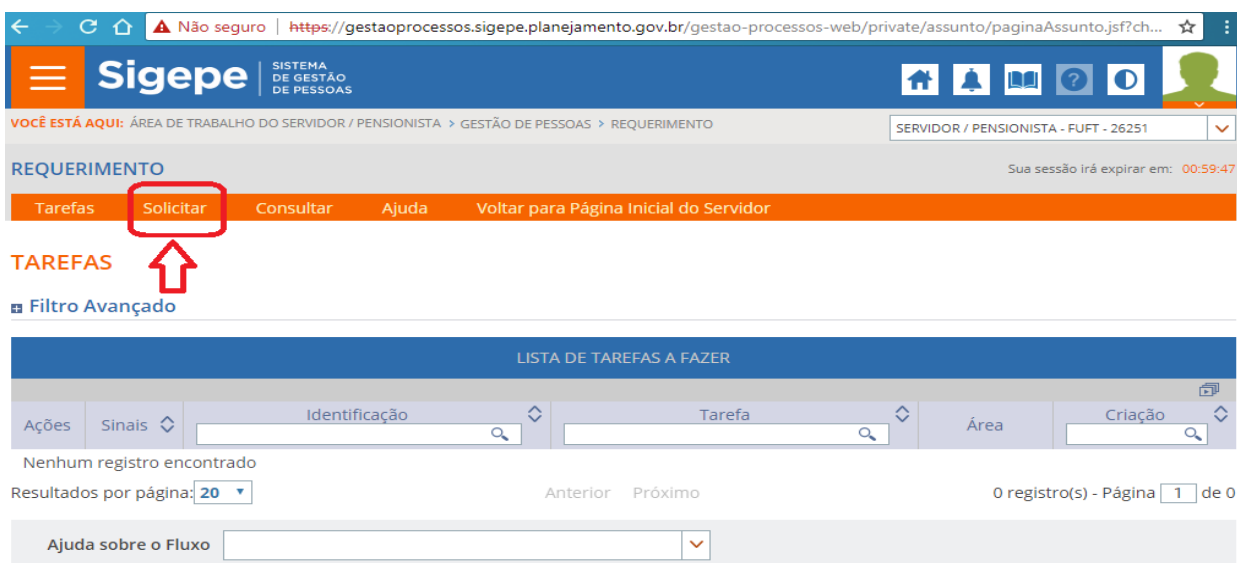 Não seguro | https://gestaoprocessos.sigepe.planejamento.gov.br/gestao-processos-web/private/assunto/paginaAssunto.jsf?ch...
Sigepe
SISTEMA
DE GESTÃO
DE PESSOAS
?
VOCÊ ESTÁ AQUI: ÁREA DE TRABALHO DO SERVIDOR / PENSIONISTA > GESTÃO DE PESSOAS > REQUERIMENTO
SERVIDOR / PENSIONISTA - FUFT - 26251
REQUERIMENTO
Sua sessão irá expirar em: 00:59:47
Tarefas Solicitar Consultar Ajuda Voltar para Página Inicial do Servidor
TAREFAS
Filtro Avançado
LISTA DE TAREFAS A FAZER
Ações Sinais Identificação Tarefa Área Criação
Nenhum registro encontrado
Resultados por página: 20 Anterior Próximo 0 registro(s) - Página 1 de 0
Ajuda sobre o Fluxo